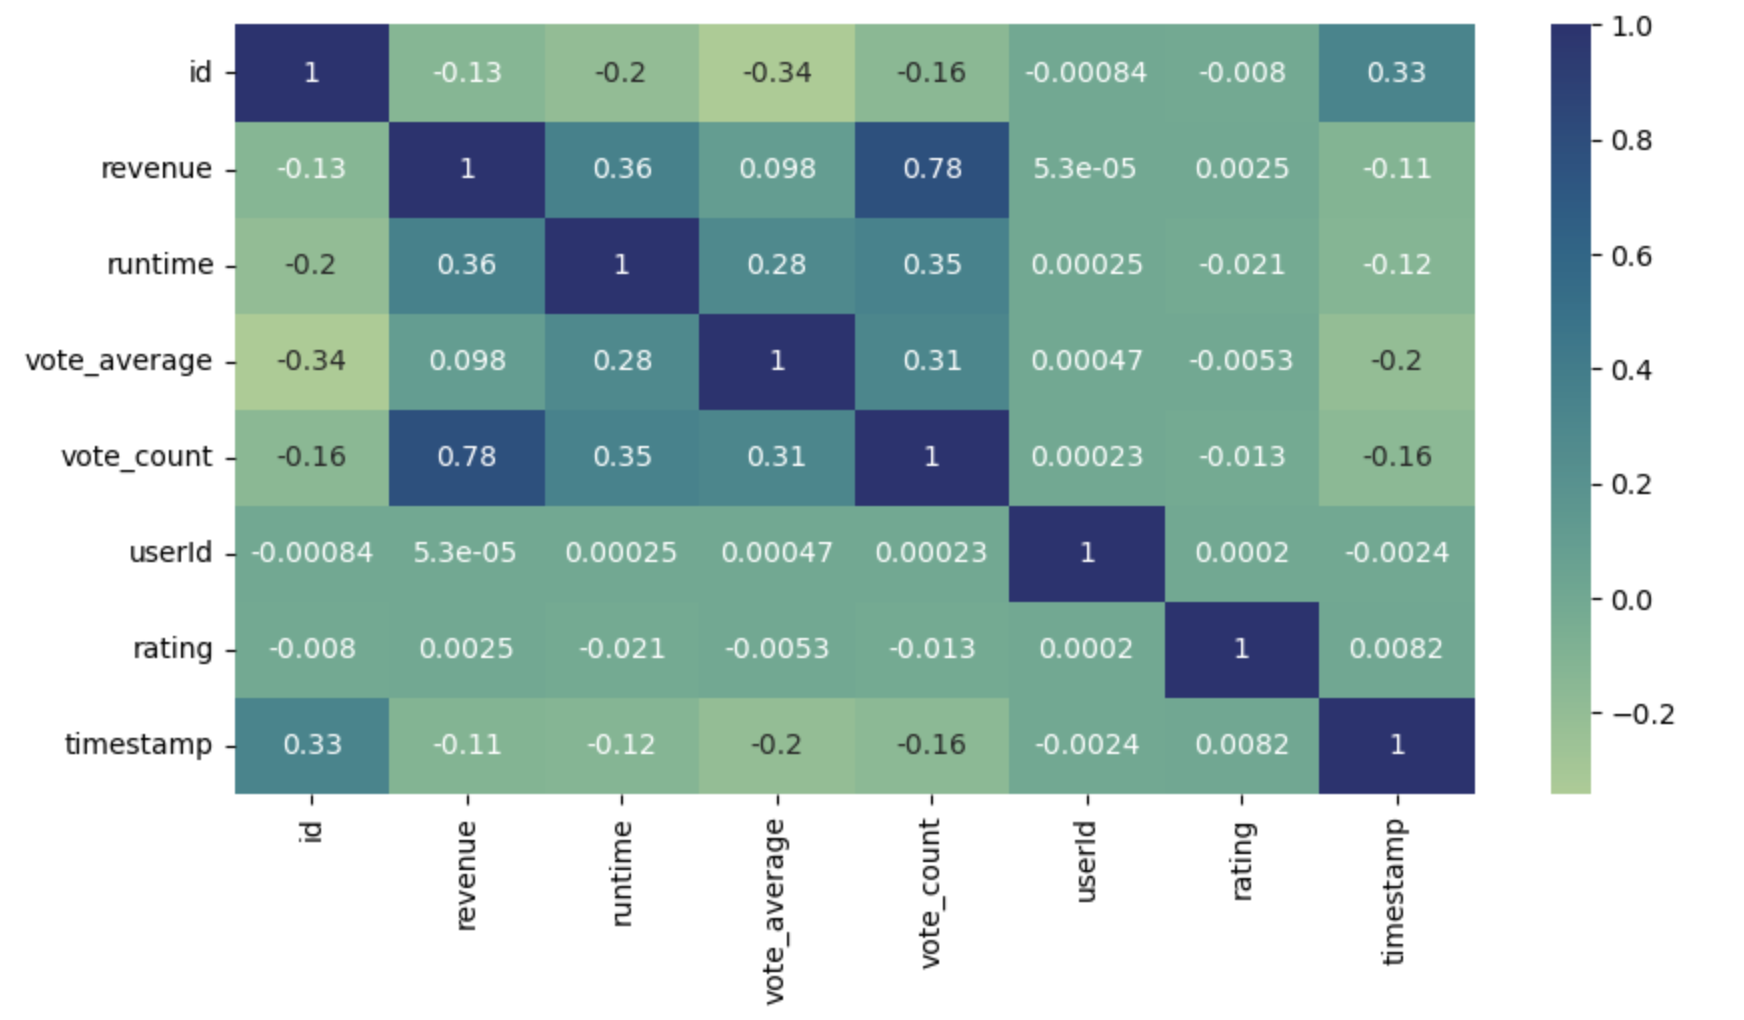 id 1 -0.13 -0.2 -0.34 -0.16 -0.00084 -0.008 0.33
revenue -0.13 1 0.36 0.098 0.78 5.3e-05 0.0025 -0.11
runtime -0.2 0.36 1 0.28 0.35 0.00025 -0.021 -0.12
vote_average -0.34 0.098 0.28 1 0.31 0.00047 -0.0053 -0.2
vote_count -0.16 0.78 0.35 0.31 1 0.00023 -0.013 -0.16
userId -0.00084 5.3e-05 0.00025 0.00047 0.00023 1 0.0002 -0.0024
rating -0.008 0.0025 -0.021 -0.0053 -0.013 0.0002 1 0.0082
timestamp 0.33 -0.11 -0.12 -0.2 -0.16 -0.0024 0.0082 1
id revenue runtime vote_average vote_count userId rating timestamp
1.0
0.8
0.6
0.4
0.2
0.0
−0.2